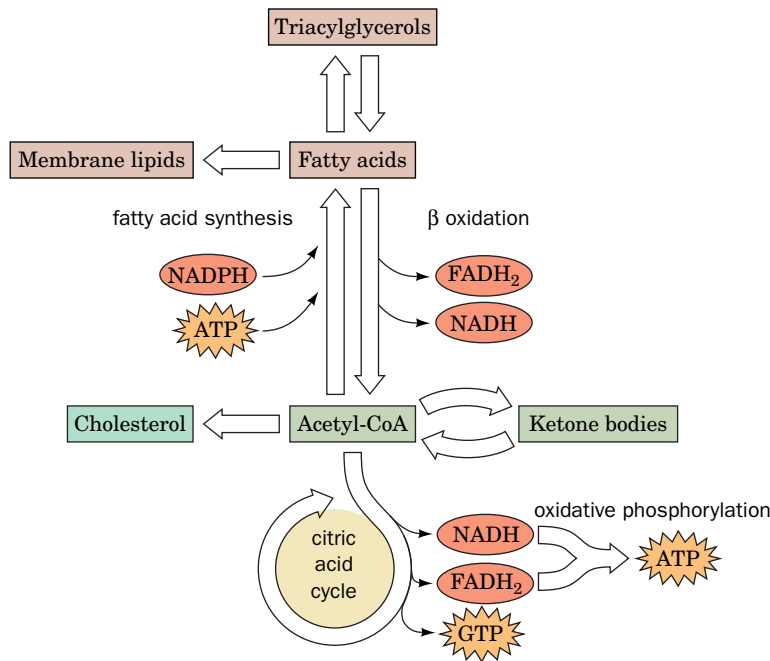 Triacylglycerols
Membrane lipids
Fatty acids
fatty acid synthesis
β oxidation
NADPH
FADH₂
ATP
NADH
Cholesterol
Acetyl-CoA
Ketone bodies
oxidative phosphorylation
citric
acid
cycle
NADH
FADH₂
ATP
GTP